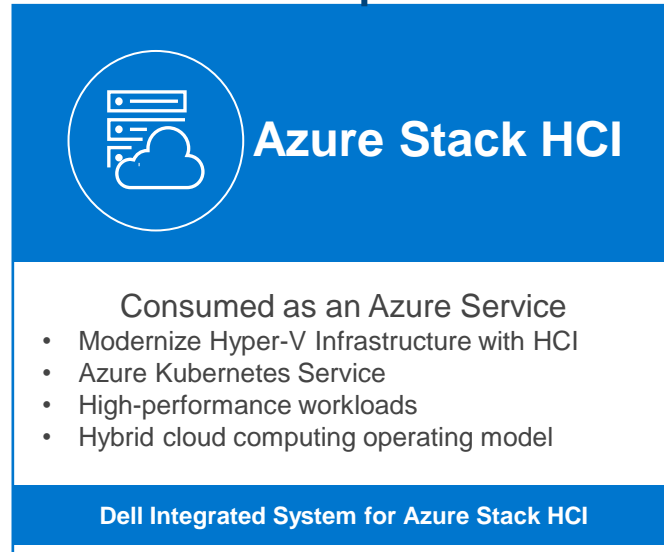 Azure Stack HCI
Consumed as an Azure Service
• Modernize Hyper-V Infrastructure with HCI
• Azure Kubernetes Service
• High-performance workloads
• Hybrid cloud computing operating model
Dell Integrated System for Azure Stack HCI